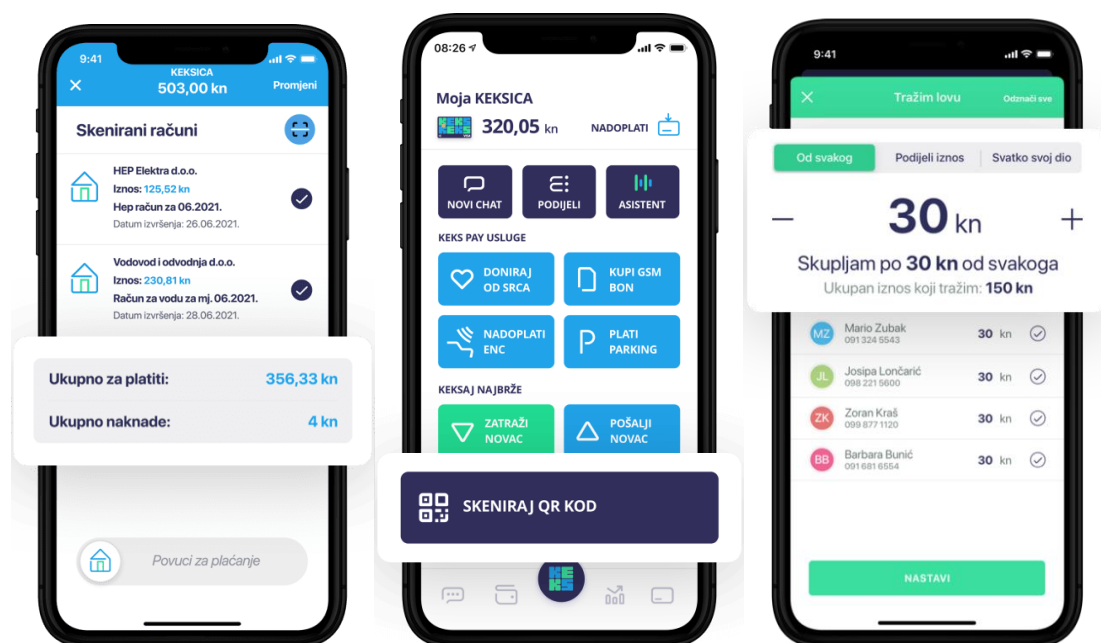 9:41
KEKSICA
503,00 kn
Promjeni
Skenirani računi
HEP Elektra d.o.o.
Iznos: 125,52 kn
Hep račun za 06.2021.
Datum izvršenja: 26.06.2021.
Vodovod i odvodnja d.o.o.
Iznos: 230,81 kn
Račun za vodu za mj. 06.2021.
Datum izvršenja: 28.06.2021.
Ukupno za platiti: 356,33 kn
Ukupno naknade: 4 kn
Povuci za plaćanje
08:26
Moja KEKSICA
KEKS
320,05 kn NADOPLATI
NOVI CHAT PODIJELI ASISTENT
KEKS PAY USLUGE
DONIRAJ
OD SRCA
KUPI GSM
BON
NADOPLATI
ENC
PLATI
PARKING
KEKSAJ NAJBRŽE
ZATRAŽI
NOVAC
POŠALJI
NOVAC
SKENIRAJ QR KOD
KE
KS
9:41
Tražim lovu Odznači sve
Od svakog Podijeli iznos Svatko svoj dio
30 kn
Skupljam po 30 kn od svakoga
Ukupan iznos koji tražim: 150 kn
MZ Mario Zubak 30 kn
091 324 5543
JL Josipa Lončarić 30 kn
098 221 5600
ZK Zoran Kraš 30 kn
099 877 1120
BB Barbara Bunić 30 kn
091 681 6554
NASTAVI